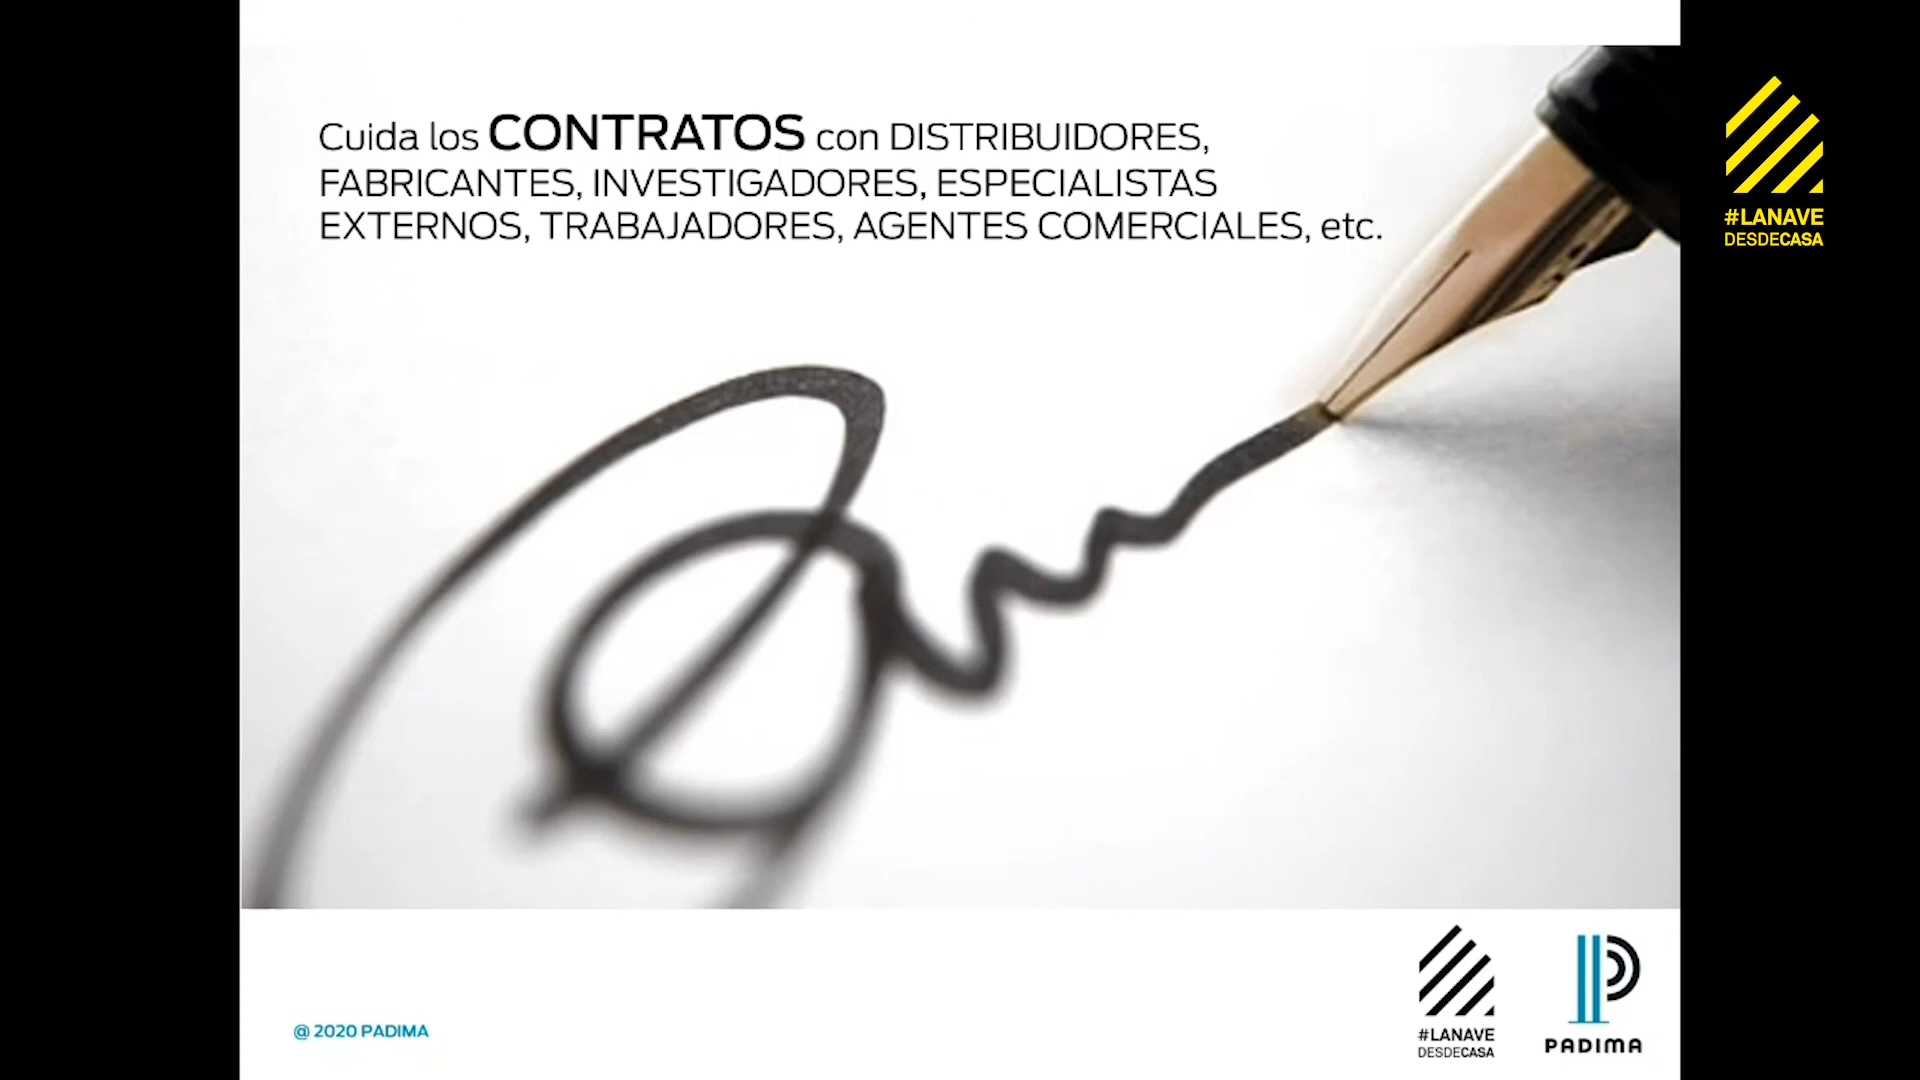 Cuida los CONTRATOS con DISTRIBUIDORES,
FABRICANTES, INVESTIGADORES, ESPECIALISTAS
EXTERNOS, TRABAJADORES, AGENTES COMERCIALES, etc.
#LANAVE
DESDECASA
@ 2020 PADIMA
#LANAVE
DESDECASA
PADIMA